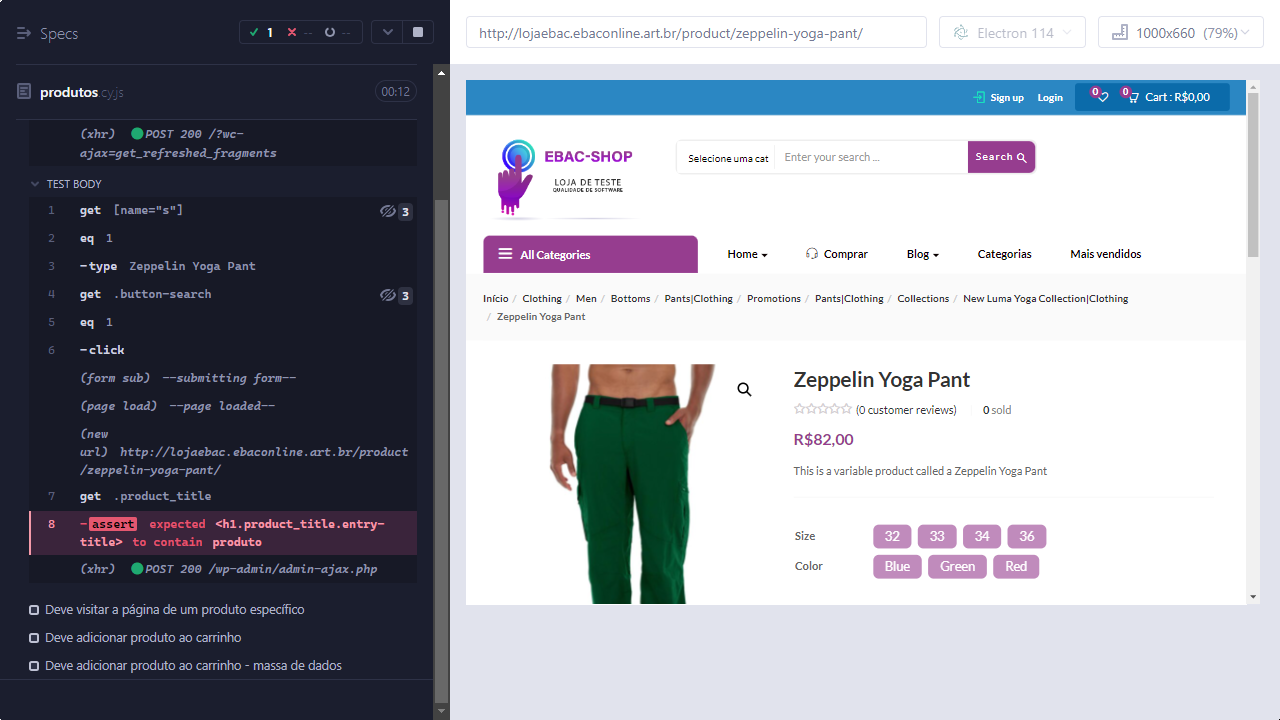 Specs
1
--
--
produtos.cy.js
00:12
(xhr) POST 200 /?wc-
ajax=get_refreshed_fragments
TEST BODY
1 get [name="s"] 3
2 eq 1
3 -type Zeppelin Yoga Pant
4 get .button-search 3
5 eq 1
6 -click
(form sub) --submitting form--
(page load) --page loaded--
(new
url) http://lojaebac.ebaconline.art.br/product
/zeppelin-yoga-pant/
7 get .product_title
8 -assert expected <h1.product_title.entry-
title> to contain produto
(xhr) POST 200 /wp-admin/admin-ajax.php
Deve visitar a página de um produto específico
Deve adicionar produto ao carrinho
Deve adicionar produto ao carrinho - massa de dados
http://lojaebac.ebaconline.art.br/product/zeppelin-yoga-pant/
Electron 114
1000x660 (79%)
Sign up
Login
0
0
Cart : R$0,00
EBAC-SHOP
LOJA DE TESTE
QUALIDADE DE SOFTWARE
Selecione uma cat
Enter your search ...
Search
All Categories
Home
Comprar
Blog
Categorias
Mais vendidos
Início / Clothing / Men / Bottoms / Pants|Clothing / Promotions / Pants|Clothing / Collections / New Luma Yoga Collection|Clothing
/ Zeppelin Yoga Pant
Zeppelin Yoga Pant
(0 customer reviews) 0 sold
R$82,00
This is a variable product called a Zeppelin Yoga Pant
Size 32 33 34 36
Color Blue Green Red